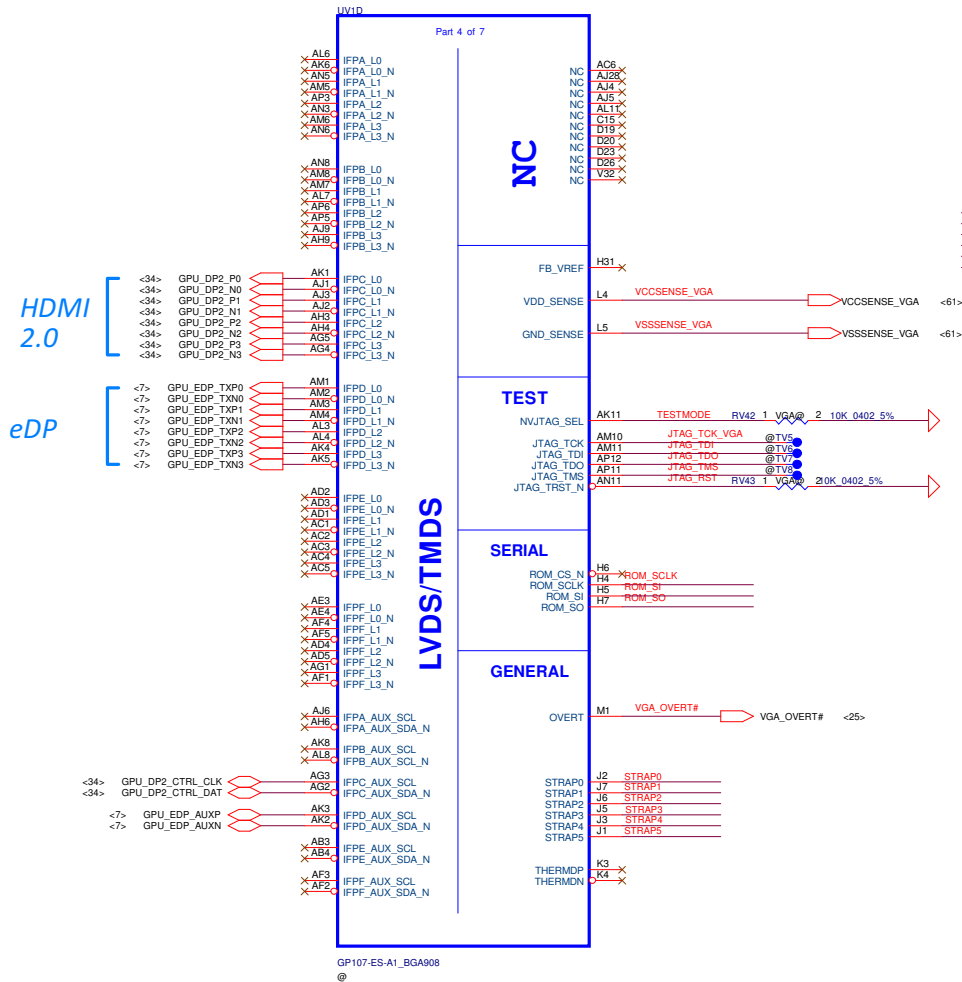 UV1D
Part 4 of 7
AL6 IFPA_L0
AK6 IFPA_L0_N
AN5 IFPA_L1
AM5 IFPA_L1_N
AP3 IFPA_L2
AN3 IFPA_L2_N
AM6 IFPA_L3
AN6 IFPA_L3_N
AN8 IFPB_L0
AM8 IFPB_L0_N
AM7 IFPB_L1
AL7 IFPB_L1_N
AP6 IFPB_L2
AP5 IFPB_L2_N
AJ9 IFPB_L3
AH9 IFPB_L3_N
HDMI
2.0
<34> GPU_DP2_P0 AK1 IFPC_L0
<34> GPU_DP2_N0 AJ1 IFPC_L0_N
<34> GPU_DP2_P1 AJ3 IFPC_L1
<34> GPU_DP2_N1 AJ2 IFPC_L1_N
<34> GPU_DP2_P2 AH3 IFPC_L2
<34> GPU_DP2_N2 AH4 IFPC_L2_N
<34> GPU_DP2_P3 AG5 IFPC_L3
<34> GPU_DP2_N3 AG4 IFPC_L3_N
eDP
<7> GPU_EDP_TXP0 AM1 IFPD_L0
<7> GPU_EDP_TXN0 AM2 IFPD_L0_N
<7> GPU_EDP_TXP1 AM3 IFPD_L1
<7> GPU_EDP_TXN1 AM4 IFPD_L1_N
<7> GPU_EDP_TXP2 AL3 IFPD_L2
<7> GPU_EDP_TXN2 AL4 IFPD_L2_N
<7> GPU_EDP_TXP3 AK4 IFPD_L3
<7> GPU_EDP_TXN3 AK5 IFPD_L3_N
AD2 IFPE_L0
AD3 IFPE_L0_N
AD1 IFPE_L1
AC1 IFPE_L1_N
AC2 IFPE_L2
AC3 IFPE_L2_N
AC4 IFPE_L3
AC5 IFPE_L3_N
AE3 IFPF_L0
AE4 IFPF_L0_N
AF4 IFPF_L1
AF5 IFPF_L1_N
AD4 IFPF_L2
AD5 IFPF_L2_N
AG1 IFPF_L3
AF1 IFPF_L3_N
AJ6 IFPA_AUX_SCL
AH6 IFPA_AUX_SDA_N
AK8 IFPB_AUX_SCL
AL8 IFPB_AUX_SCL_N
<34> GPU_DP2_CTRL_CLK AG3 IFPC_AUX_SCL
<34> GPU_DP2_CTRL_DAT AG2 IFPC_AUX_SDA_N
<7> GPU_EDP_AUXP AK3 IFPD_AUX_SCL
<7> GPU_EDP_AUXN AK2 IFPD_AUX_SDA_N
AB3 IFPE_AUX_SCL
AB4 IFPE_AUX_SDA_N
AF3 IFPF_AUX_SCL
AF2 IFPF_AUX_SDA_N
LVDS/TMDS
NC
NC AC6
NC AJ28
NC AJ4
NC AJ5
NC AL11
NC C15
NC D19
NC D20
NC D23
NC D26
NC V32
FB_VREF H31
VDD_SENSE L4 VCCSENSE_VGA VCCSENSE_VGA <61>
GND_SENSE L5 VSSSENSE_VGA VSSSENSE_VGA <61>
TEST
NVJTAG_SEL AK11 TESTMODE RV42 1 VGA@ 2 10K_0402_5%
JTAG_TCK AM10 JTAG_TCK_VGA @TV5
JTAG_TDI AM11 JTAG_TDI @TV6
JTAG_TDO AP12 JTAG_TDO @TV7
JTAG_TMS AP11 JTAG_TMS @TV8
JTAG_TRST_N AN11 JTAG_RST RV43 1 VGA@ 2 10K_0402_5%
SERIAL
ROM_CS_N H6
ROM_SCLK H4 ROM_SCLK
ROM_SI H5 ROM_SI
ROM_SO H7 ROM_SO
GENERAL
OVERT M1 VGA_OVERT# VGA_OVERT# <25>
STRAP0 J2 STRAP0
STRAP1 J7 STRAP1
STRAP2 J6 STRAP2
STRAP3 J5 STRAP3
STRAP4 J3 STRAP4
STRAP5 J1 STRAP5
THERMDP K3
THERMDN K4
GP107-ES-A1_BGA908
@